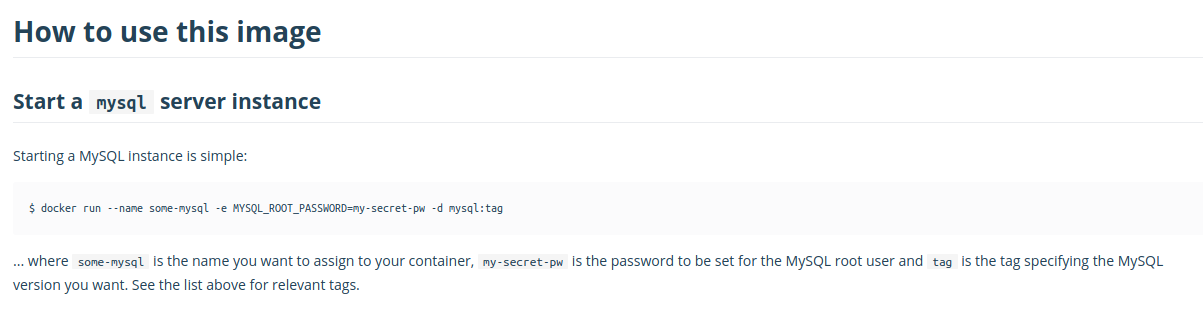 How to use this image
Start a mysql server instance
Starting a MySQL instance is simple:
$ docker run --name some-mysql -e MYSQL_ROOT_PASSWORD=my-secret-pw -d mysql:tag
... where some-mysql is the name you want to assign to your container, my-secret-pw is the password to be set for the MySQL root user and tag is the tag specifying the MySQL
version you want. See the list above for relevant tags.